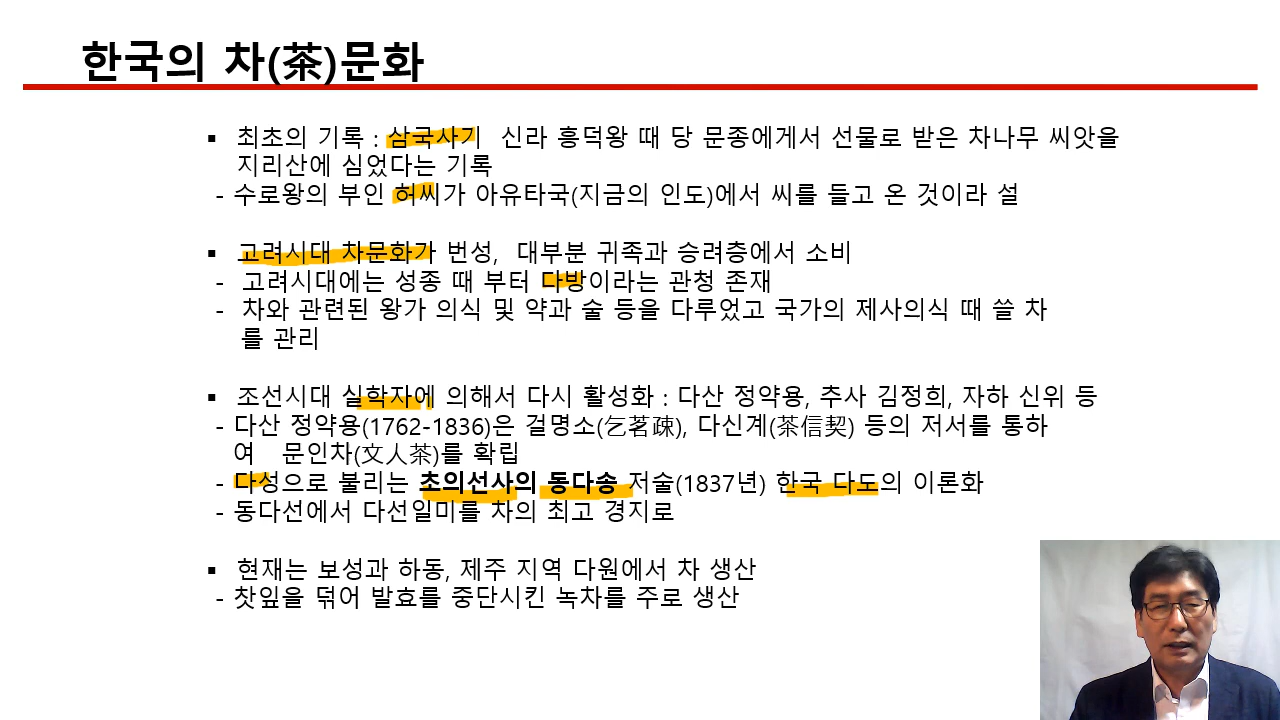 한국의 차(茶)문화
▪ 최초의 기록 : 삼국사기 신라 흥덕왕 때 당 문종에게서 선물로 받은 차나무 씨앗을
지리산에 심었다는 기록
- 수로왕의 부인 허씨가 아유타국(지금의 인도)에서 씨를 들고 온 것이라 설
▪ 고려시대 차문화가 번성, 대부분 귀족과 승려층에서 소비
- 고려시대에는 성종 때 부터 다방이라는 관청 존재
- 차와 관련된 왕가 의식 및 약과 술 등을 다루었고 국가의 제사의식 때 쓸 차
를 관리
▪ 조선시대 실학자에 의해서 다시 활성화 : 다산 정약용, 추사 김정희, 자하 신위 등
- 다산 정약용(1762-1836)은 걸명소(乞茗疎), 다신계(茶信契) 등의 저서를 통하
여 문인차(文人茶)를 확립
- 다성으로 불리는 초의선사의 동다송 저술(1837년) 한국 다도의 이론화
- 동다선에서 다선일미를 차의 최고 경지로
▪ 현재는 보성과 하동, 제주 지역 다원에서 차 생산
- 찻잎을 덖어 발효를 중단시킨 녹차를 주로 생산